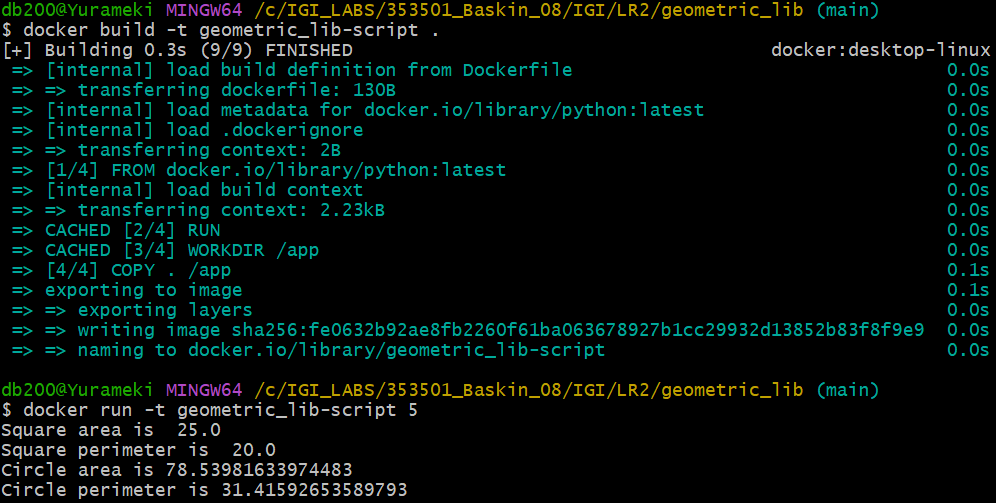 db200@Yurameki MINGW64 /c/IGI_LABS/353501_Baskin_08/IGI/LR2/geometric_lib (main)
$ docker build -t geometric_lib-script .
[+] Building 0.3s (9/9) FINISHED docker:desktop-linux
=> [internal] load build definition from Dockerfile 0.0s
=> => transferring dockerfile: 130B 0.0s
=> [internal] load metadata for docker.io/library/python:latest 0.0s
=> [internal] load .dockerignore 0.0s
=> => transferring context: 2B 0.0s
=> [1/4] FROM docker.io/library/python:latest 0.0s
=> [internal] load build context 0.0s
=> => transferring context: 2.23kB 0.0s
=> CACHED [2/4] RUN 0.0s
=> CACHED [3/4] WORKDIR /app 0.0s
=> [4/4] COPY . /app 0.1s
=> exporting to image 0.1s
=> => exporting layers 0.0s
=> => writing image sha256:fe0632b92ae8fb2260f61ba063678927b1cc29932d13852b83f8f9e9 0.0s
=> => naming to docker.io/library/geometric_lib-script 0.0s
db200@Yurameki MINGW64 /c/IGI_LABS/353501_Baskin_08/IGI/LR2/geometric_lib (main)
$ docker run -t geometric_lib-script 5
Square area is  25.0
Square perimeter is  20.0
Circle area is 78.53981633974483
Circle perimeter is 31.41592653589793